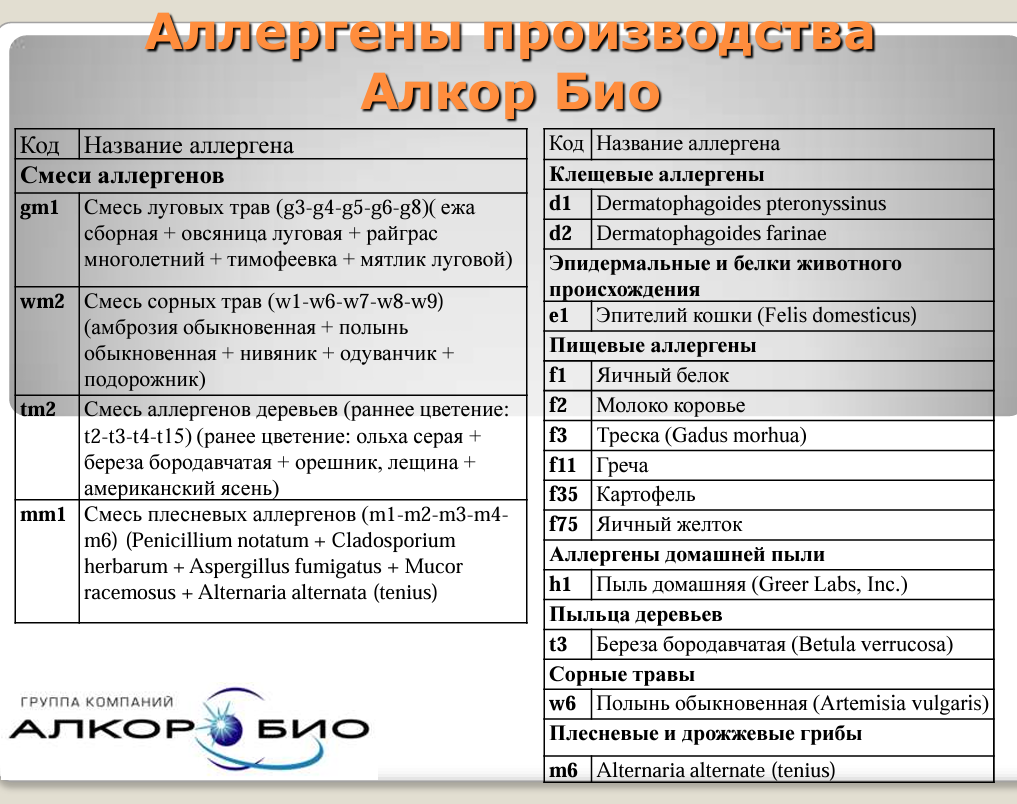 Аллергены производства
Алкор Био
Код Название аллергена
Смеси аллергенов
gm1 Смесь луговых трав (g3-g4-g5-g6-g8)( ежа
сборная + овсяница луговая + райграс
многолетний + тимофеевка + мятлик луговой)
wm2 Смесь сорных трав (w1-w6-w7-w8-w9)
(амброзия обыкновенная + полынь
обыкновенная + нивяник + одуванчик +
подорожник)
tm2 Смесь аллергенов деревьев (раннее цветение:
t2-t3-t4-t15) (ранее цветение: ольха серая +
береза бородавчатая + орешник, лещина +
американский ясень)
mm1 Смесь плесневых аллергенов (m1-m2-m3-m4-
m6) (Penicillium notatum + Cladosporium
herbarum + Aspergillus fumigatus + Mucor
racemosus + Alternaria alternata (tenius)
Код Название аллергена
Клещевые аллергены
d1 Dermatophagoides pteronyssinus
d2 Dermatophagoides farinae
Эпидермальные и белки животного
происхождения
e1 Эпителий кошки (Felis domesticus)
Пищевые аллергены
f1 Яичный белок
f2 Молоко коровье
f3 Треска (Gadus morhua)
f11 Греча
f35 Картофель
f75 Яичный желток
Аллергены домашней пыли
h1 Пыль домашняя (Greer Labs, Inc.)
Пыльца деревьев
t3 Береза бородавчатая (Betula verrucosa)
Сорные травы
w6 Полынь обыкновенная (Artemisia vulgaris)
Плесневые и дрожжевые грибы
m6 Alternaria alternate (tenius)
ГРУППА КОМПАНИЙ
АЛКОР БИО